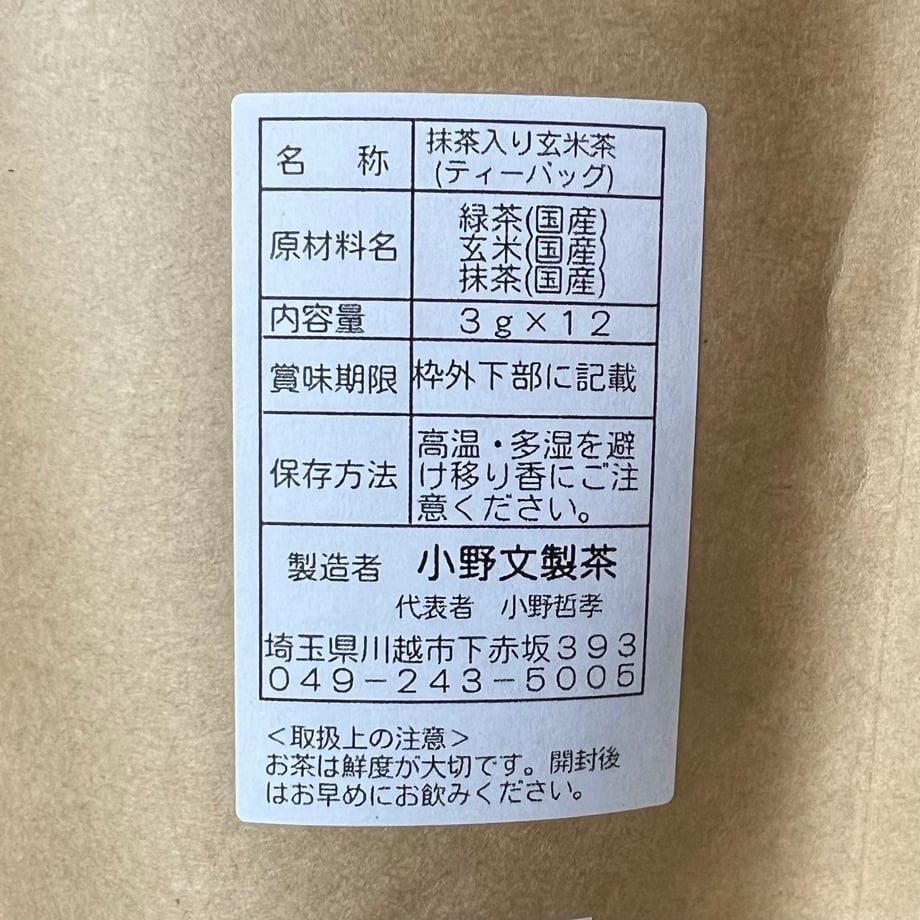 名　称
抹茶入り玄米茶
(ティーバッグ)
原材料名
緑茶(国産)
玄米(国産)
抹茶(国産)
内容量
３ｇ×１２
賞味期限
枠外下部に記載
保存方法
高温・多湿を避
け移り香にご注
意ください。
製造者　小野文製茶
代表者　小野哲孝
埼玉県川越市下赤坂３９３
０４９－２４３－５００５
＜取扱上の注意＞
お茶は鮮度が大切です。開封後
はお早めにお飲みください。